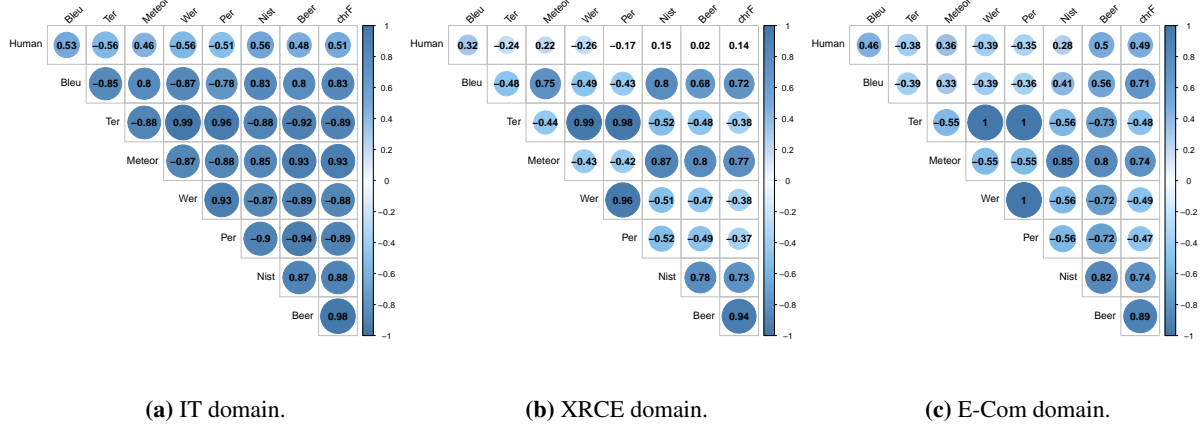 Bleu Ter Meteor Wer Per Nist Beer chrF
Human 0.53 −0.56 0.46 −0.56 −0.51 0.56 0.48 0.51
Bleu −0.85 0.8 −0.87 −0.78 0.83 0.8 0.83
Ter −0.88 0.99 0.96 −0.88 −0.92 −0.89
Meteor −0.87 −0.88 0.85 0.93 0.93
Wer 0.93 −0.87 −0.89 −0.88
Per −0.9 −0.94 −0.89
Nist 0.87 0.88
Beer 0.98
1
0.8
0.6
0.4
0.2
0
−0.2
−0.4
−0.6
−0.8
−1
(a) IT domain.
Bleu Ter Meteor Wer Per Nist Beer chrF
Human 0.32 −0.24 0.22 −0.26 −0.17 0.15 0.02 0.14
Bleu −0.48 0.75 −0.49 −0.43 0.8 0.68 0.72
Ter −0.44 0.99 0.98 −0.52 −0.48 −0.38
Meteor −0.43 −0.42 0.87 0.8 0.77
Wer 0.96 −0.51 −0.47 −0.38
Per −0.52 −0.49 −0.37
Nist 0.78 0.73
Beer 0.94
1
0.8
0.6
0.4
0.2
0
−0.2
−0.4
−0.6
−0.8
−1
(b) XRCE domain.
Bleu Ter Meteor Wer Per Nist Beer chrF
Human 0.46 −0.38 0.36 −0.39 −0.35 0.28 0.5 0.49
Bleu −0.39 0.33 −0.39 −0.36 0.41 0.56 0.71
Ter −0.55 1 1 −0.56 −0.73 −0.48
Meteor −0.55 −0.55 0.85 0.8 0.74
Wer 1 −0.56 −0.72 −0.49
Per −0.56 −0.72 −0.47
Nist 0.82 0.74
Beer 0.89
1
0.8
0.6
0.4
0.2
0
−0.2
−0.4
−0.6
−0.8
−1
(c) E-Com domain.